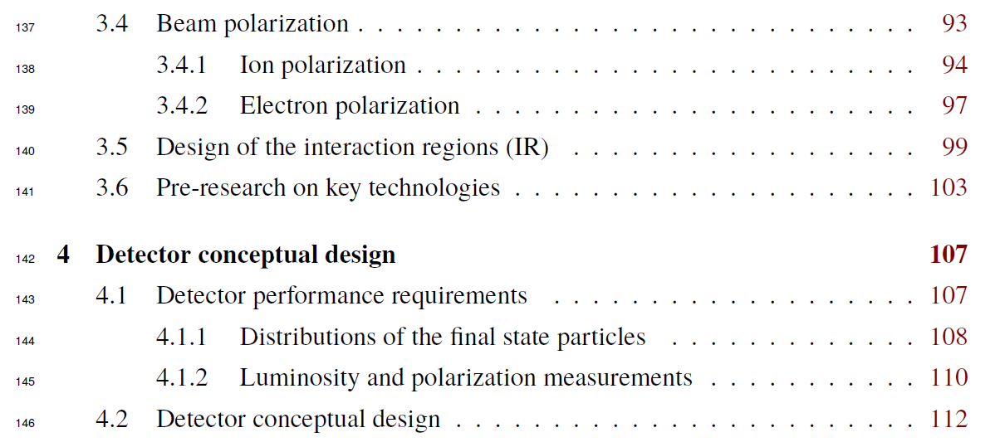 137 3.4 Beam polarization . . . . . . . . . . . . . . . . . . . . . . . . . . . . . 93
138 3.4.1 Ion polarization . . . . . . . . . . . . . . . . . . . . . . . . . . 94
139 3.4.2 Electron polarization . . . . . . . . . . . . . . . . . . . . . . . 97
140 3.5 Design of the interaction regions (IR) . . . . . . . . . . . . . . . . . . 99
141 3.6 Pre-research on key technologies . . . . . . . . . . . . . . . . . . . . . 103
142 4 Detector conceptual design 107
143 4.1 Detector performance requirements . . . . . . . . . . . . . . . . . . . 107
144 4.1.1 Distributions of the final state particles . . . . . . . . . . . . . 108
145 4.1.2 Luminosity and polarization measurements . . . . . . . . . . . 110
146 4.2 Detector conceptual design . . . . . . . . . . . . . . . . . . . . . . . . 112